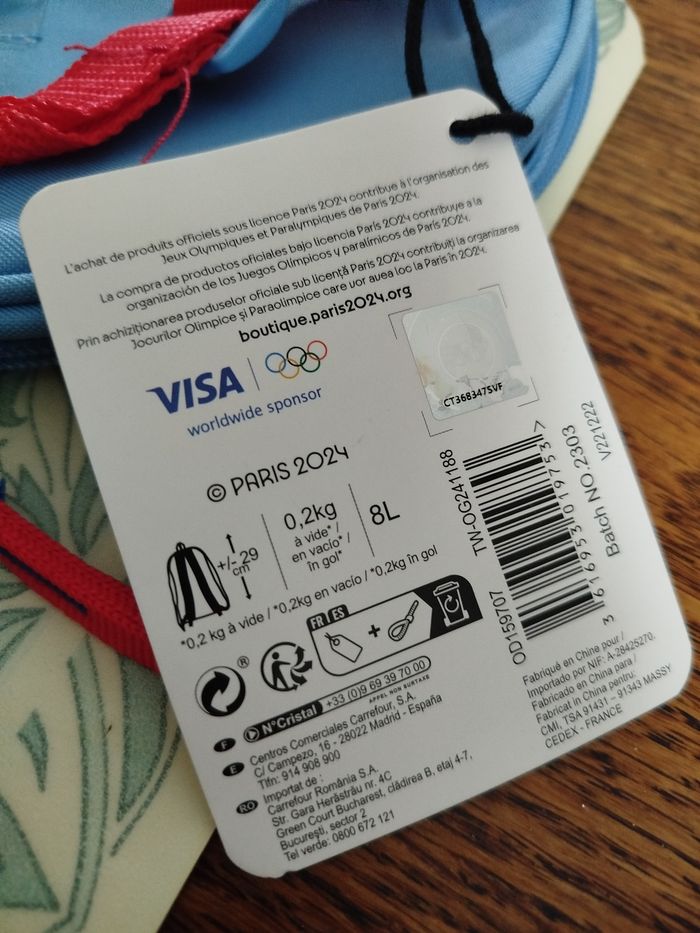 L'achat de produits officiels sous licence Paris 2024 contribue à l'organisation des
Jeux Olympiques et Paralympiques de Paris 2024.
La compra de productos oficiales bajo licencia Paris 2024 contribuye a la
organización de los Juegos Olímpicos y paralímpicos de Paris 2024.
Prin achiziționarea produselor oficiale sub licență Paris 2024 contribuiți la organizarea
Jocurilor Olimpice și Paraolimpice care vor avea loc la Paris în 2024.
boutique.paris2024.org
VISA
worldwide sponsor
CT368347SVF
© PARIS 2024
+/- 29
cm
0,2kg
à vide* /
en vacío* /
în gol*
8L
*0,2 kg à vide / *0,2kg en vacío / *0,2kg în gol
FR / ES
+
®
F
N°Cristal
+33 (0)9 69 39 70 00
APPEL NON SURTAXE
E
Centros Comerciales Carrefour, S.A.
C/ Campezo, 16 - 28022 Madrid - España
Tlfn: 914 908 900
RO
Importat de :
Carrefour România S.A.
Str. Gara Herăstrău nr. 4C
Green Court Bucharest, clădirea B, etaj 4-7,
București, sector 2
Tel verde: 0800 672 121
TW-OG241188
OD159707
3 616953 019753 >
Batch NO.2303
V221222
Fabriqué en Chine pour /
Importado por NIF: A-28425270.
Fabricado en China para /
Fabricat în China pentru:
CMI, TSA 91431 – 91343 MASSY
CEDEX - FRANCE